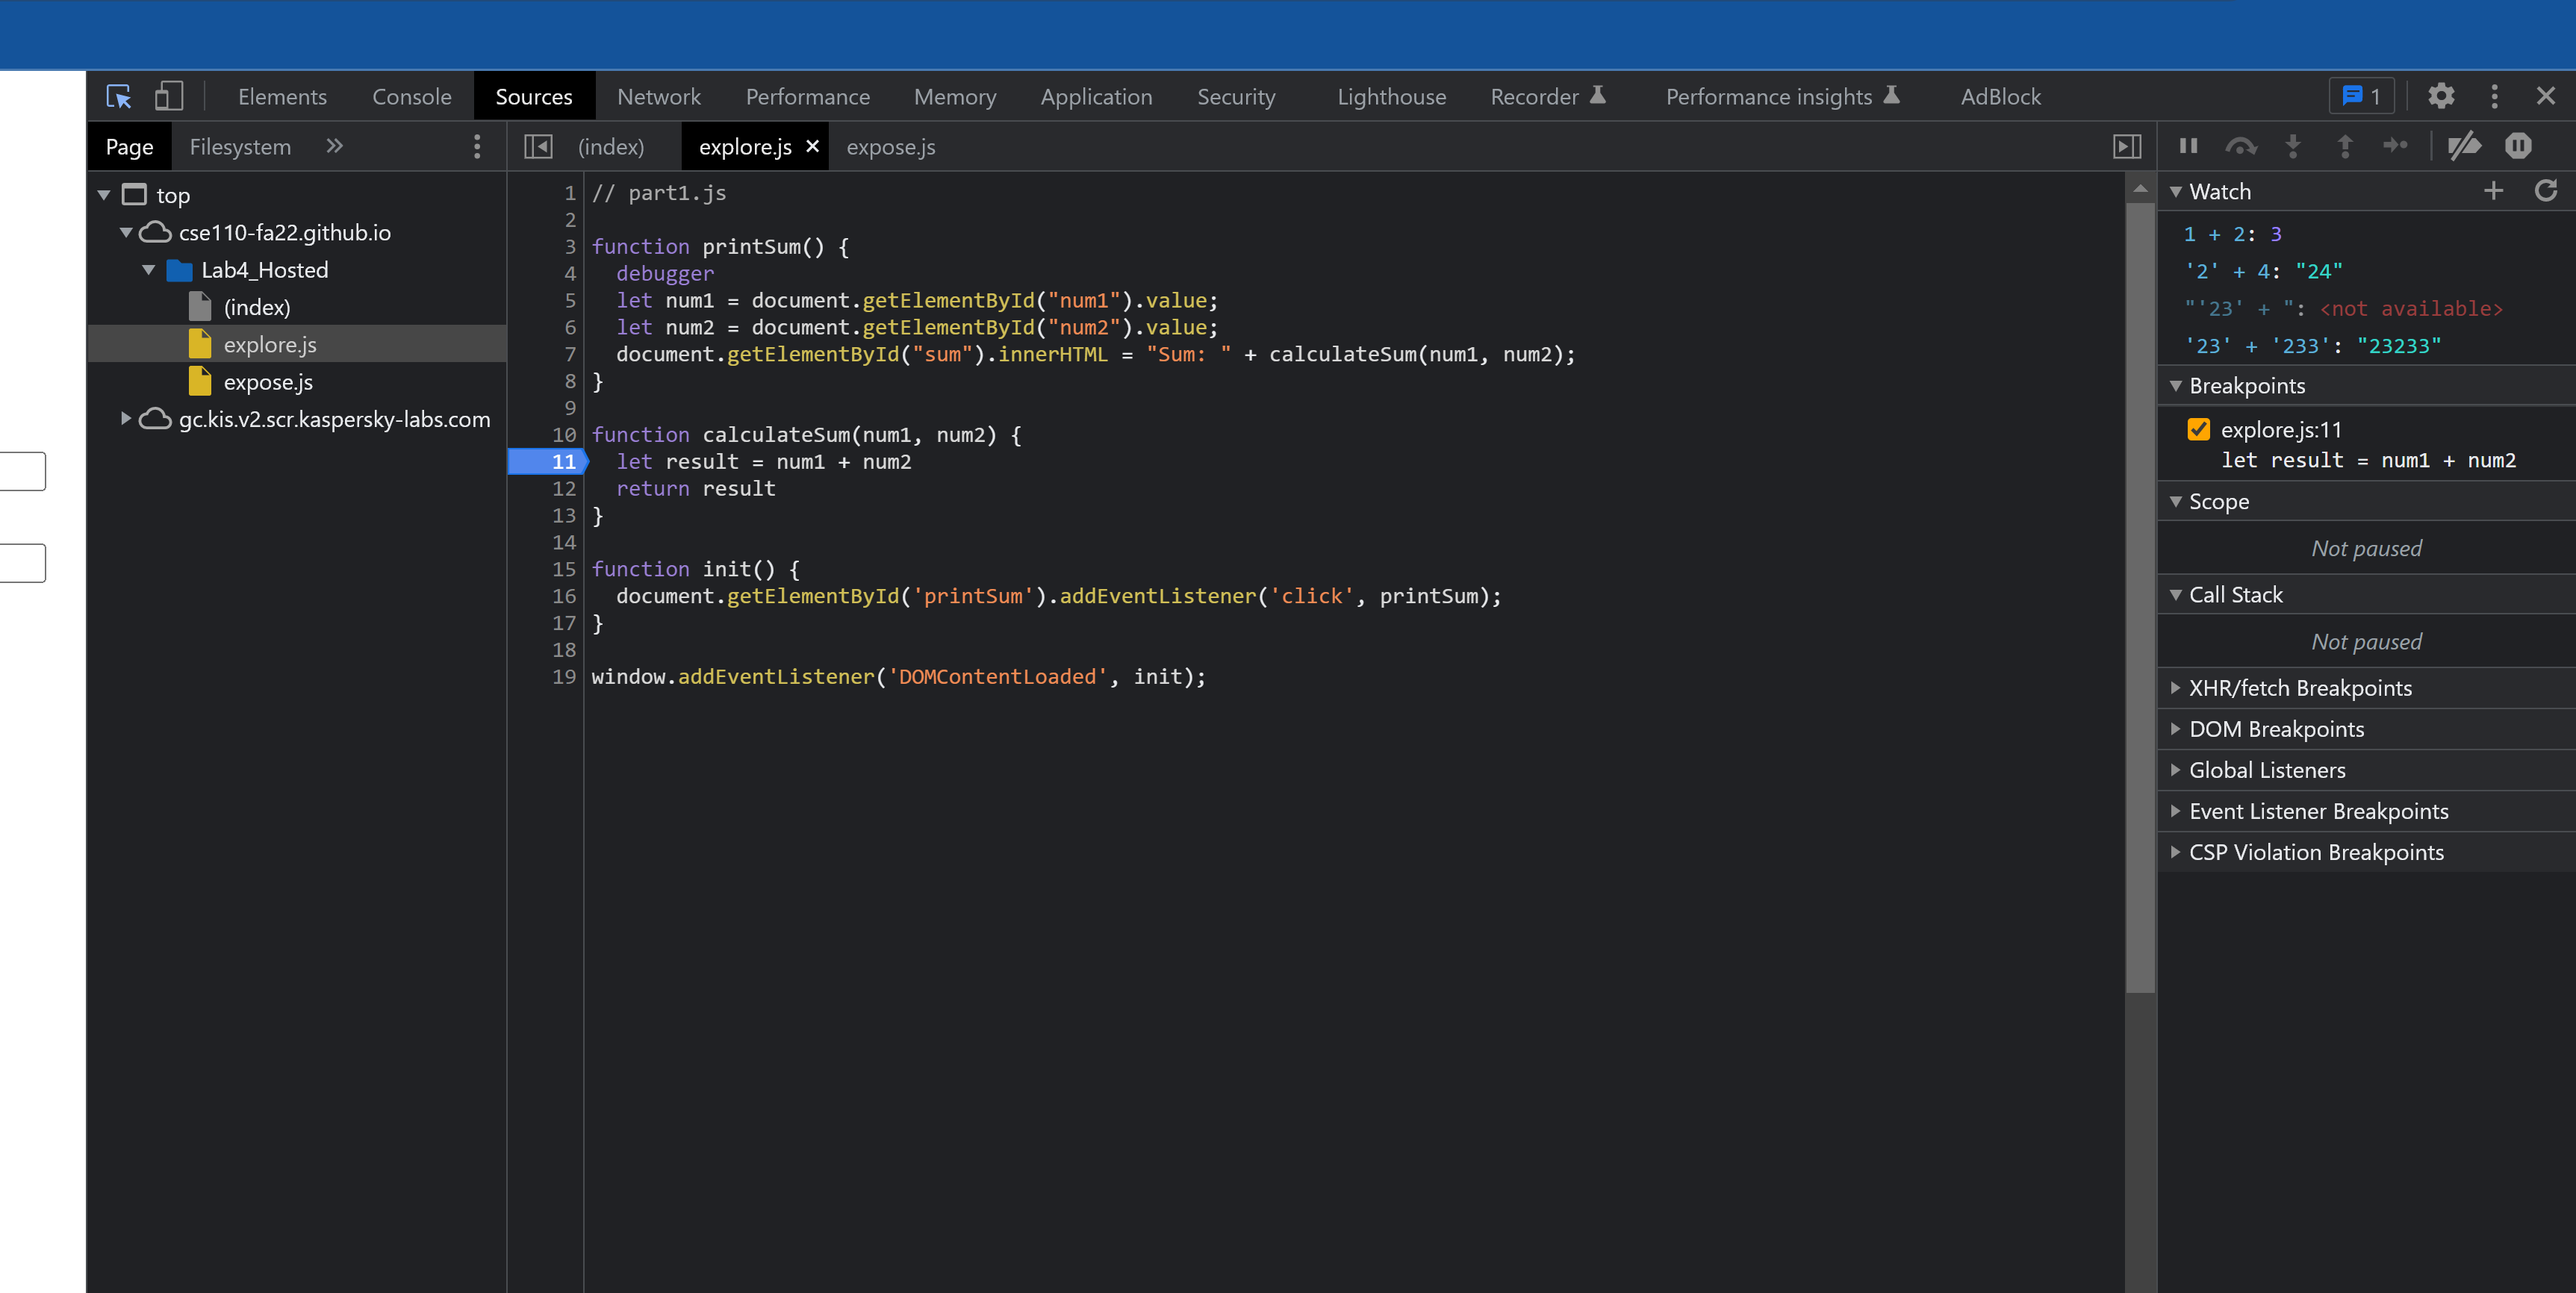 Elements Console Sources Network Performance Memory Application Security Lighthouse Recorder Performance insights AdBlock 1
Page Filesystem
(index) explore.js expose.js
top
cse110-fa22.github.io
Lab4_Hosted
(index)
explore.js
expose.js
gc.kis.v2.scr.kaspersky-labs.com
1 // part1.js
2
3 function printSum() {
4   debugger
5   let num1 = document.getElementById("num1").value;
6   let num2 = document.getElementById("num2").value;
7   document.getElementById("sum").innerHTML = "Sum: " + calculateSum(num1, num2);
8 }
9
10 function calculateSum(num1, num2) {
11   let result = num1 + num2
12   return result
13 }
14
15 function init() {
16   document.getElementById('printSum').addEventListener('click', printSum);
17 }
18
19 window.addEventListener('DOMContentLoaded', init);
Watch
1 + 2: 3
'2' + 4: "24"
"'23' + ": <not available>
'23' + '233': "23233"
Breakpoints
explore.js:11
let result = num1 + num2
Scope
Not paused
Call Stack
Not paused
XHR/fetch Breakpoints
DOM Breakpoints
Global Listeners
Event Listener Breakpoints
CSP Violation Breakpoints